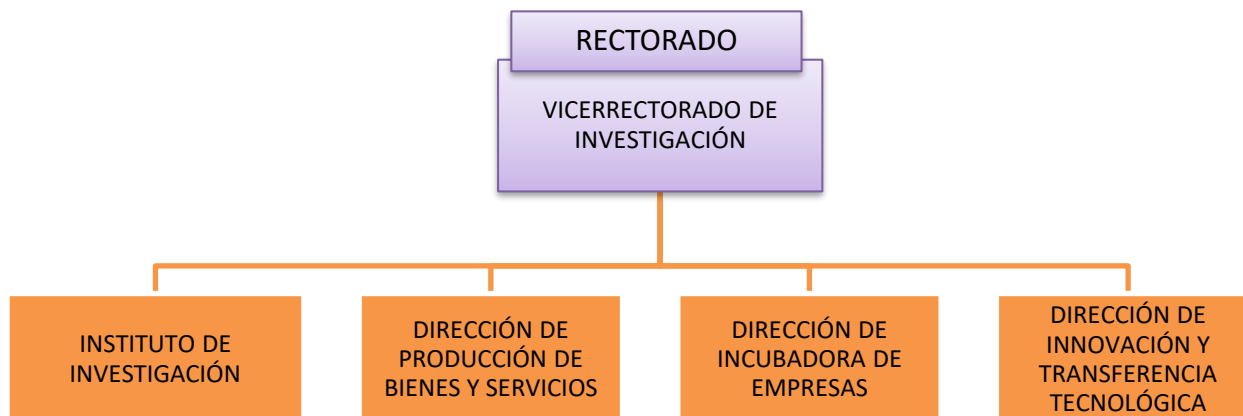 RECTORADO
VICERRECTORADO DE
INVESTIGACIÓN
INSTITUTO DE
INVESTIGACIÓN
DIRECCIÓN DE
PRODUCCIÓN DE
BIENES Y SERVICIOS
DIRECCIÓN DE
INCUBADORA DE
EMPRESAS
DIRECCIÓN DE
INNOVACIÓN Y
TRANSFERENCIA
TECNOLÓGICA